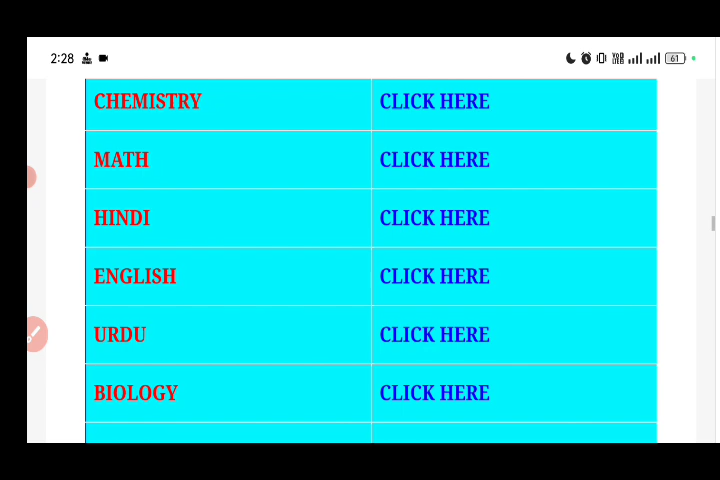 2:28 61
CHEMISTRY CLICK HERE
MATH CLICK HERE
HINDI CLICK HERE
ENGLISH CLICK HERE
URDU CLICK HERE
BIOLOGY CLICK HERE